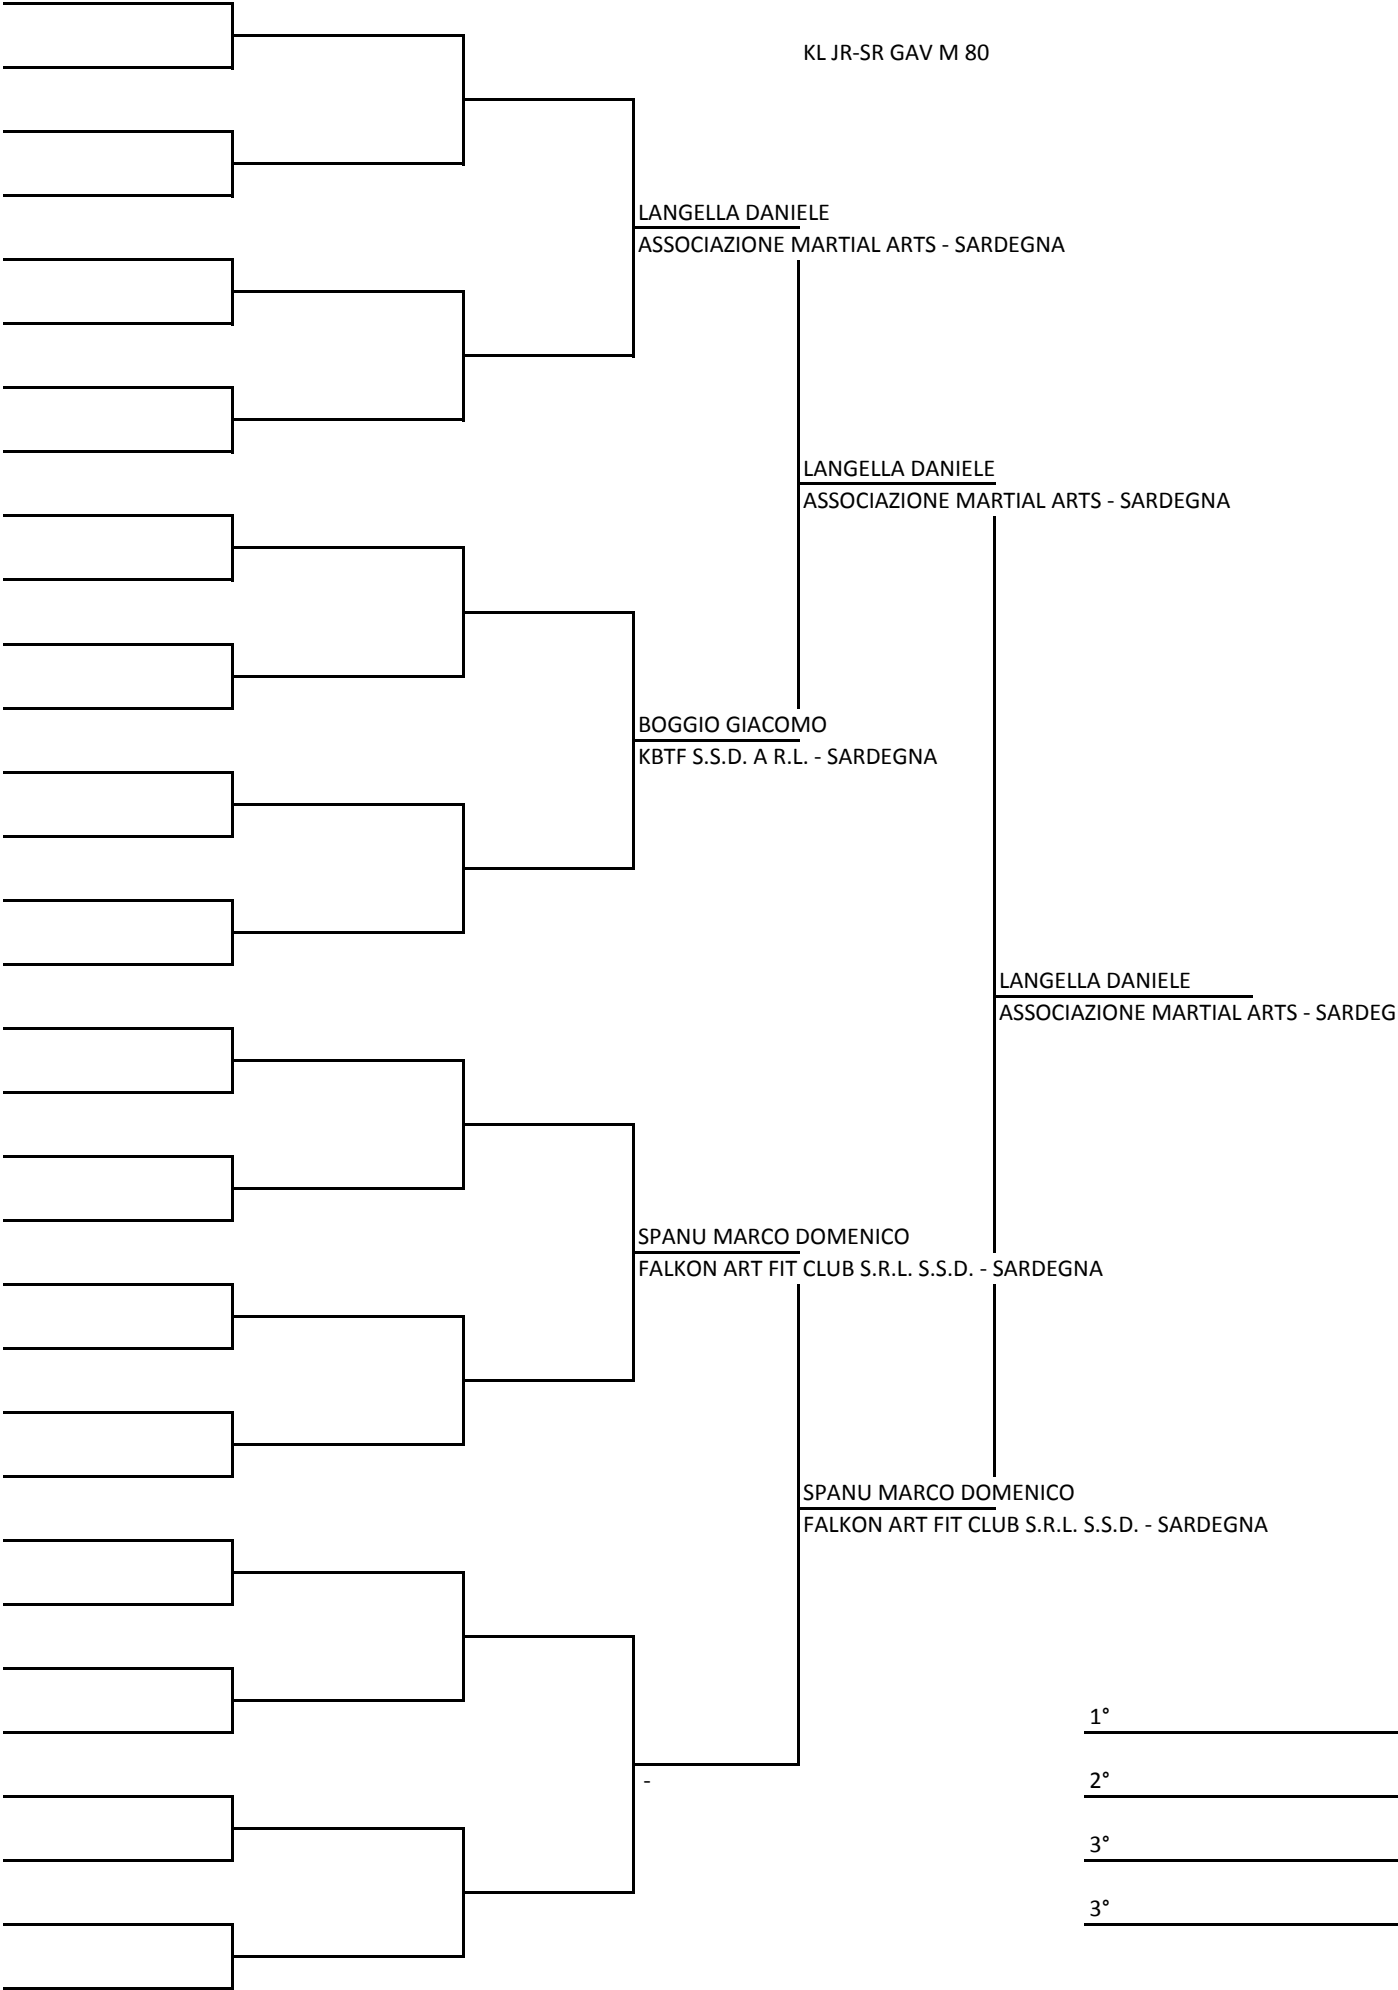 KL JR-SR GAV M 80
LANGELLA DANIELE
ASSOCIAZIONE MARTIAL ARTS - SARDEGNA
LANGELLA DANIELE
ASSOCIAZIONE MARTIAL ARTS - SARDEGNA
BOGGIO GIACOMO
KBTF S.S.D. A R.L. - SARDEGNA
LANGELLA DANIELE
ASSOCIAZIONE MARTIAL ARTS - SARDEG
SPANU MARCO DOMENICO
FALKON ART FIT CLUB S.R.L. S.S.D. - SARDEGNA
SPANU MARCO DOMENICO
FALKON ART FIT CLUB S.R.L. S.S.D. - SARDEGNA
1°
-
2°
3°
3°